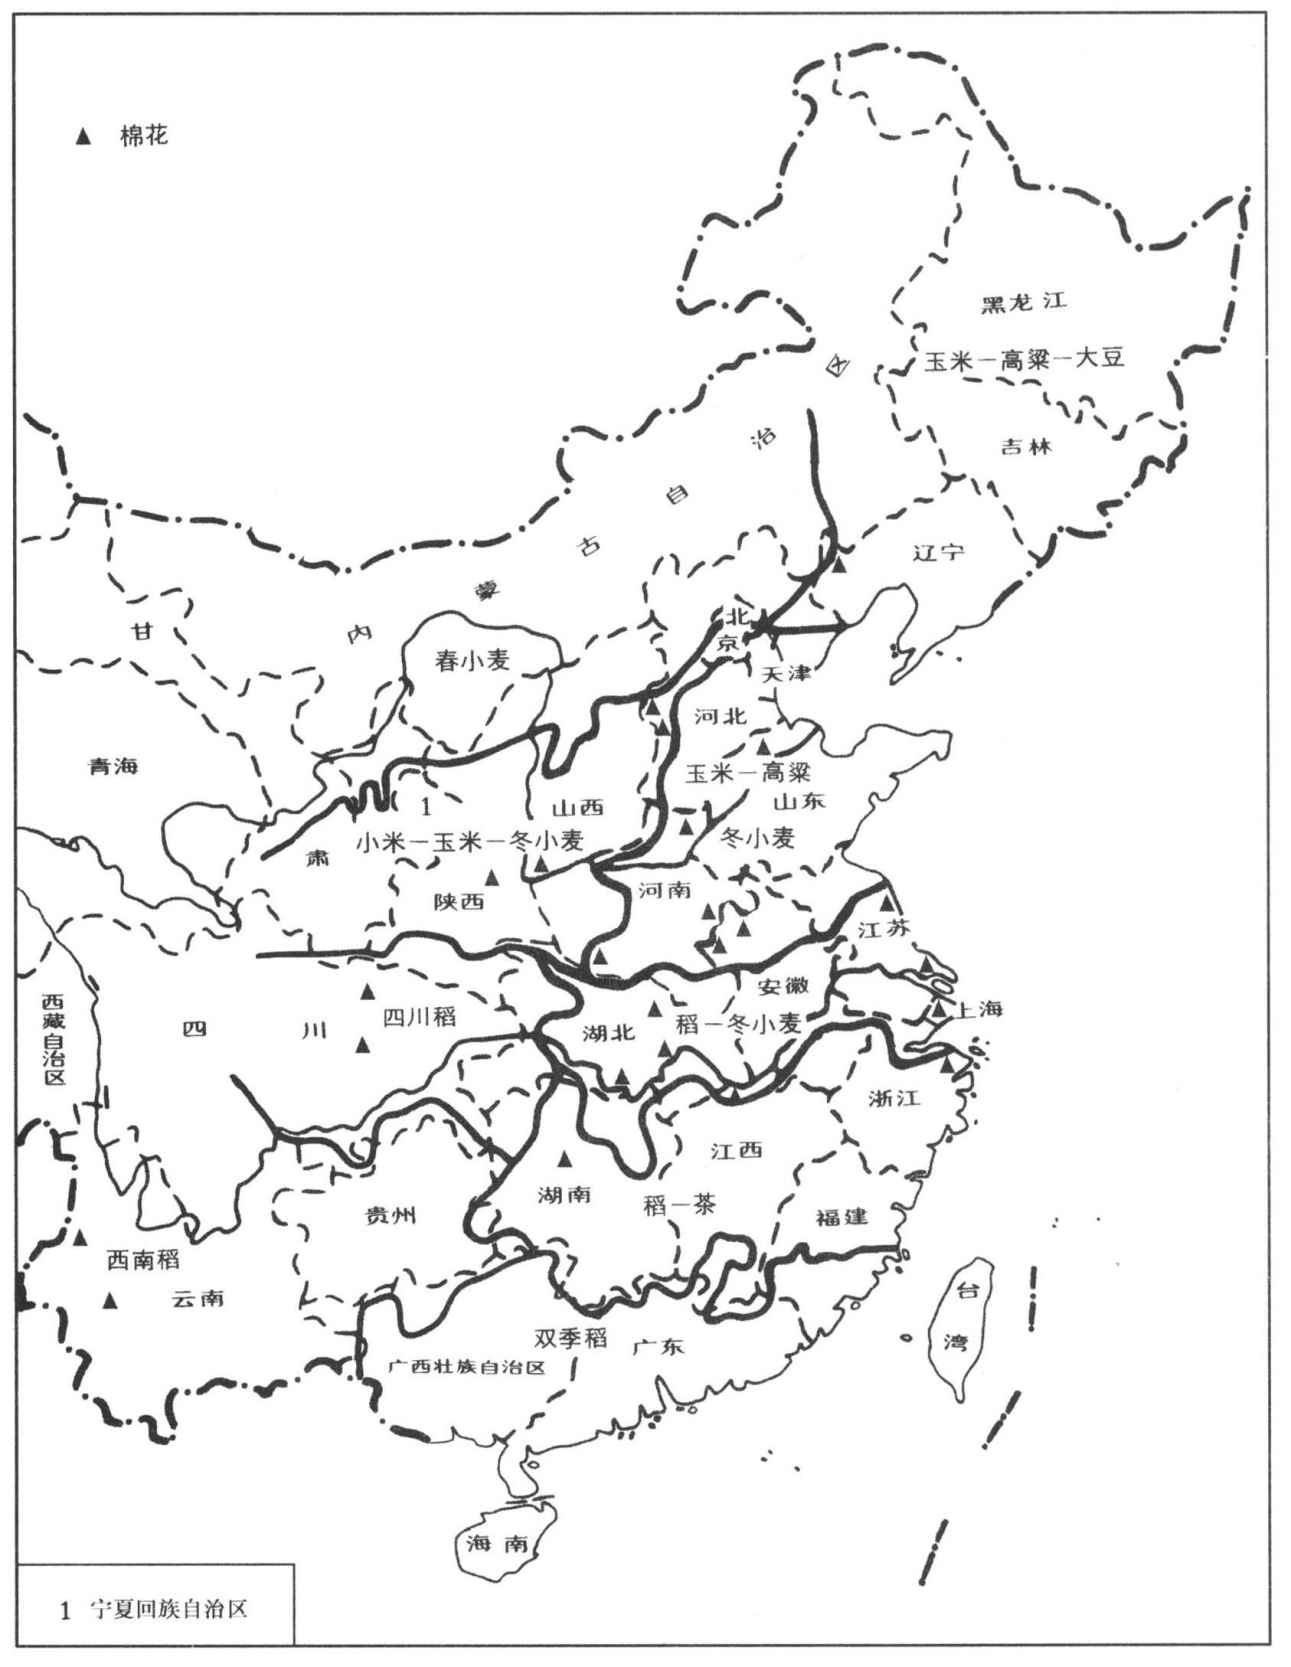 ▲ 棉花
黑龙江
玉米－高粱－大豆
吉林
辽宁
内蒙古自治区
甘肃
春小麦
北京
天津
河北
青海
玉米－高粱
1
山西
山东
小米－玉米－冬小麦
冬小麦
陕西
河南
江苏
西藏自治区
四川
四川稻
安徽
湖北
稻－冬小麦
上海
浙江
江西
湖南
稻－茶
贵州
福建
西南稻
云南
台湾
双季稻
广东
广西壮族自治区
海南
1 宁夏回族自治区